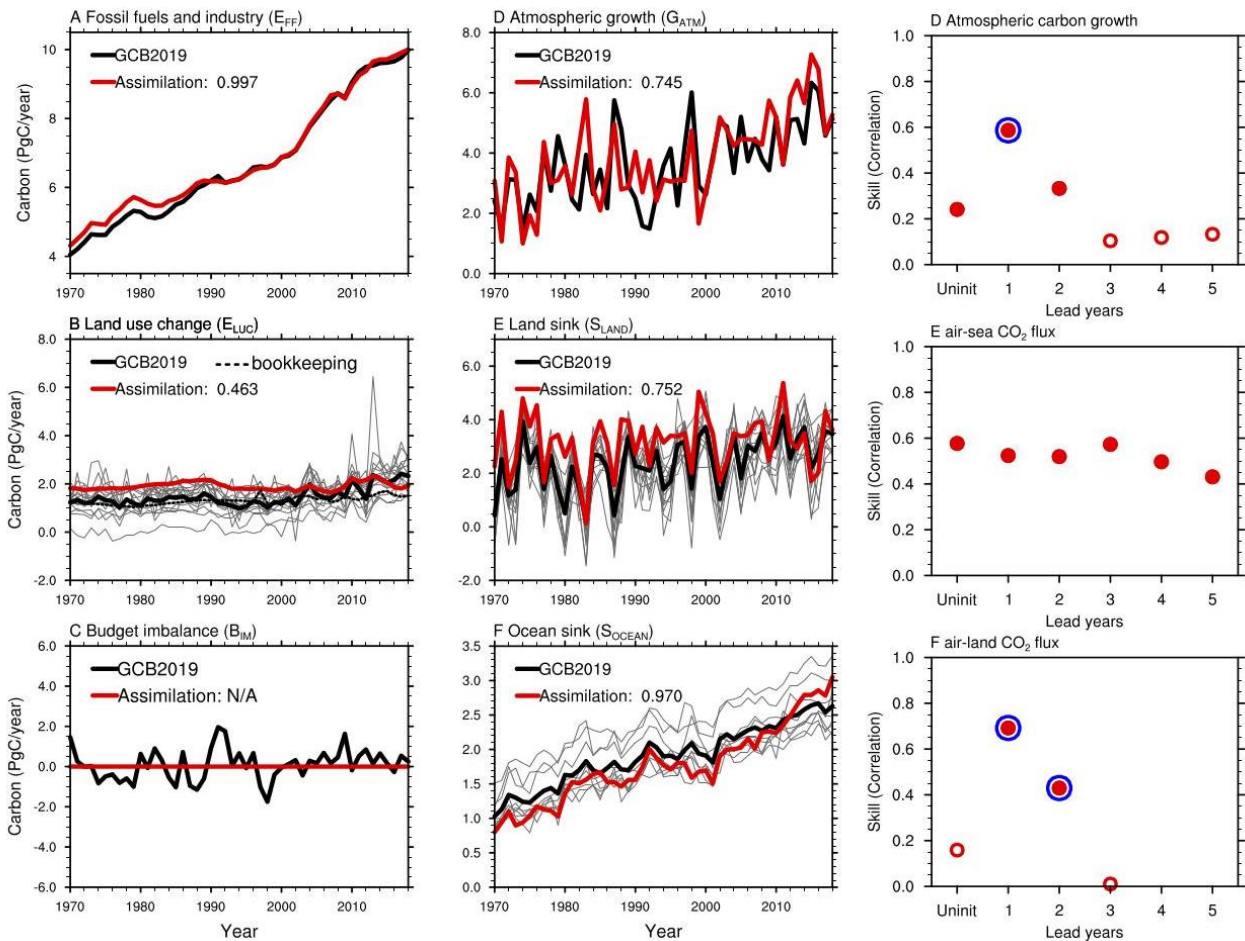 A Fossil fuels and industry (E_FF)
GCB2019
Assimilation: 0.997
Carbon (PgC/year)
10
8
6
4
1970 1980 1990 2000 2010
B Land use change (E_LUC)
GCB2019 bookkeeping
Assimilation: 0.463
Carbon (PgC/year)
8.0
6.0
4.0
2.0
0.0
-2.0
1970 1980 1990 2000 2010
C Budget imbalance (B_IM)
GCB2019
Assimilation: N/A
Carbon (PgC/year)
6.0
4.0
2.0
0.0
-2.0
-4.0
-6.0
1970 1980 1990 2000 2010
Year
D Atmospheric growth (G_ATM)
GCB2019
Assimilation: 0.745
8.0
6.0
4.0
2.0
0.0
1970 1980 1990 2000 2010
E Land sink (S_LAND)
GCB2019
Assimilation: 0.752
6.0
4.0
2.0
0.0
-2.0
1970 1980 1990 2000 2010
F Ocean sink (S_OCEAN)
GCB2019
Assimilation: 0.970
3.5
3.0
2.5
2.0
1.5
1.0
0.5
0.0
1970 1980 1990 2000 2010
Year
D Atmospheric carbon growth
Skill (Correlation)
1.0
0.8
0.6
0.4
0.2
0.0
Uninit 1 2 3 4 5
Lead years
E air-sea CO₂ flux
Skill (Correlation)
1.0
0.8
0.6
0.4
0.2
0.0
Uninit 1 2 3 4 5
Lead years
F air-land CO₂ flux
Skill (Correlation)
1.0
0.8
0.6
0.4
0.2
0.0
Uninit 1 2 3 4 5
Lead years